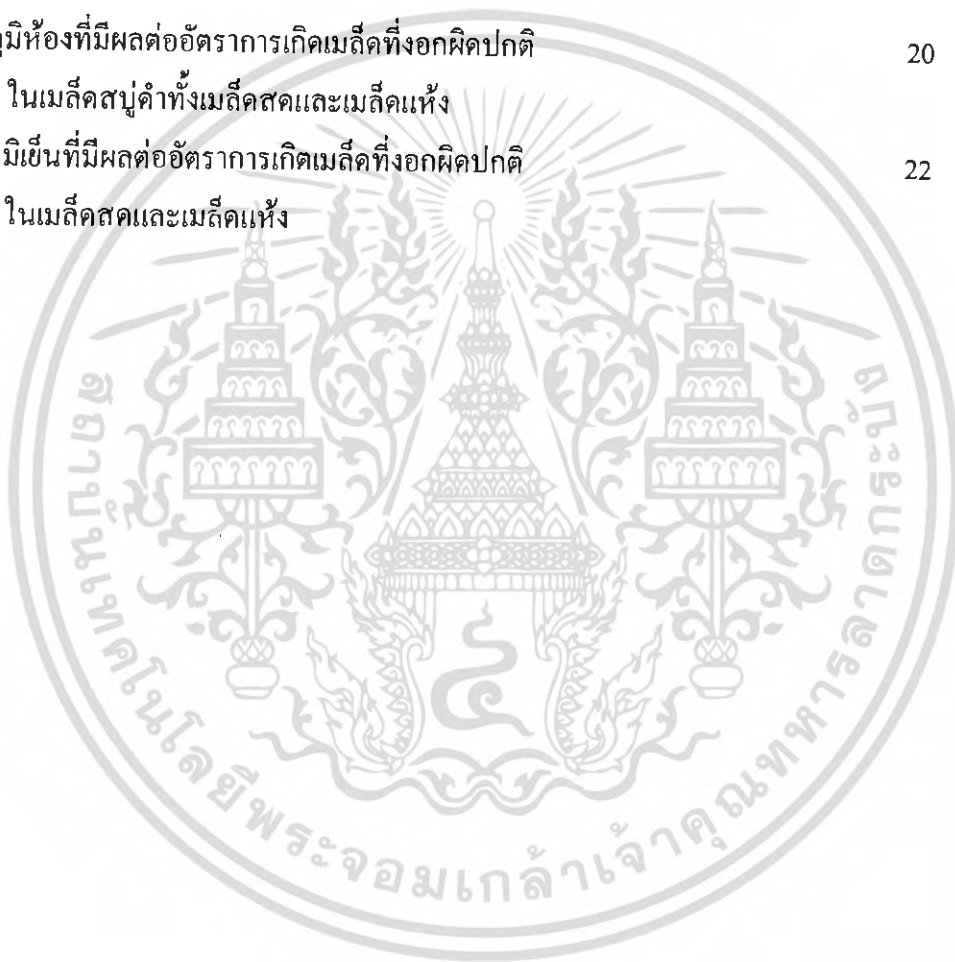 ูมิห้องที่มีผลต่ออัตราการเกิดเมล็ดที่งอกผิดปกติ 20
ในเมล็ดสบู่ดำทั้งเมล็ดสดและเมล็ดแห้ง
มิเย็นที่มีผลต่ออัตราการเกิดเมล็ดที่งอกผิดปกติ 22
ในเมล็ดสดและเมล็ดแห้ง
สถาบันเทคโนโลยีพระจอมเกล้าเจ้าคุณทหารลาดกระบัง